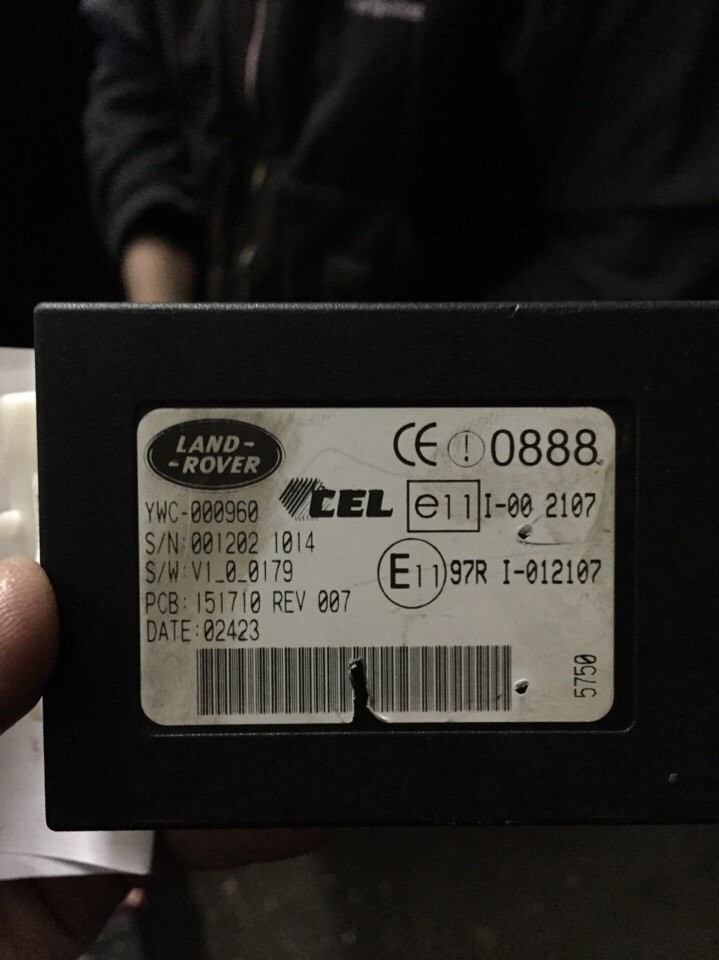 LAND-
-ROVER
CE ! 0888
YWC-000960
CEL
e11 I-00 2107
S/N: 001202 1014
S/W: V1_0_0179
E11 97R I-012107
PCB: 151710 REV 007
DATE: 02423
5750